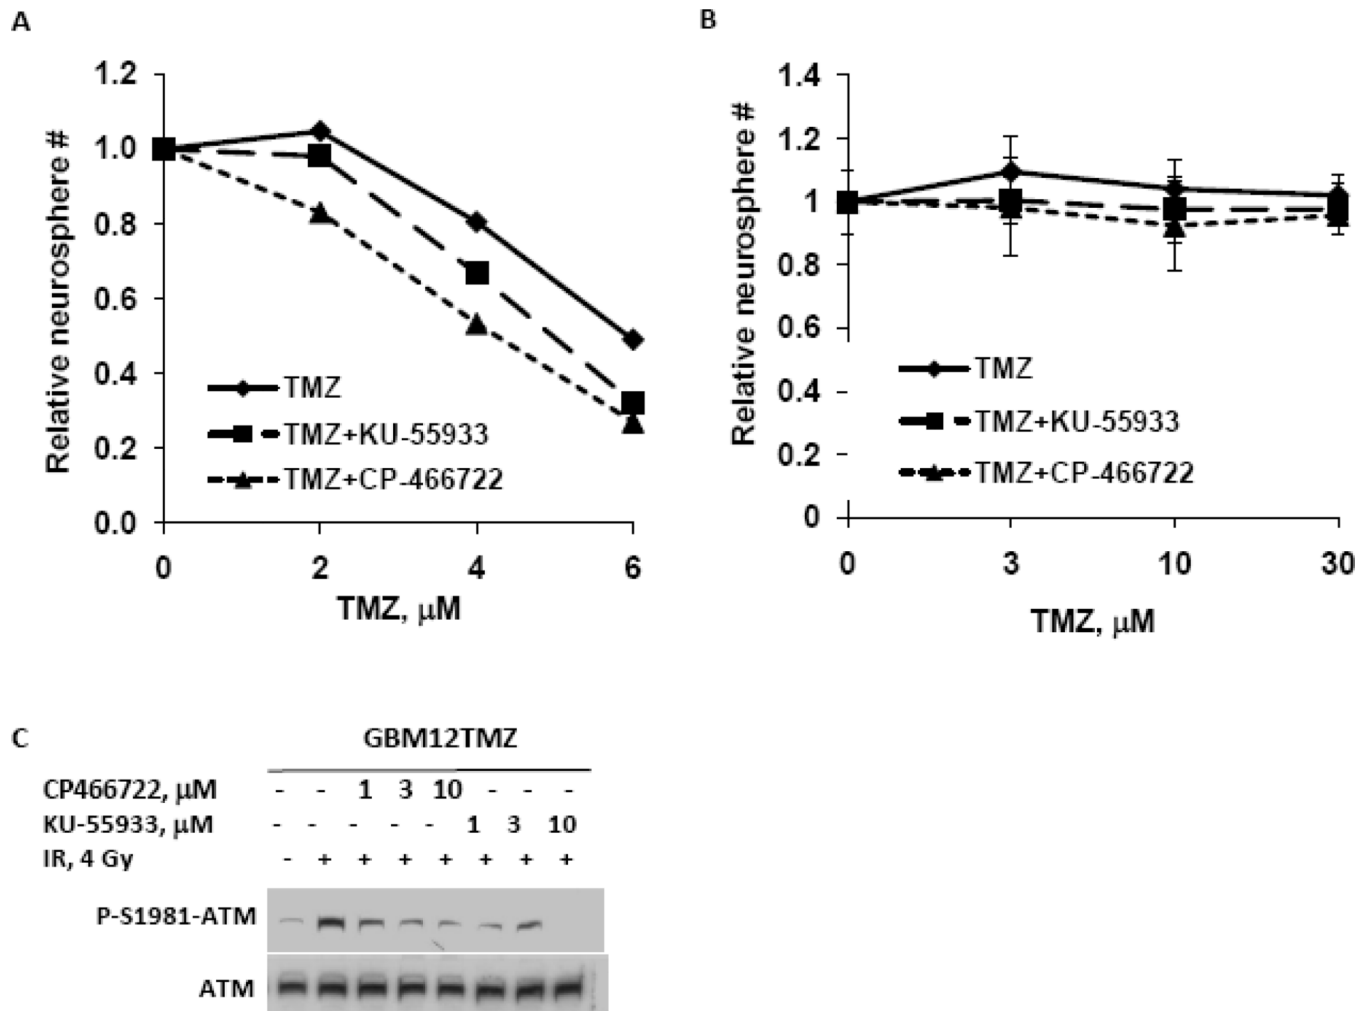 A
Relative neurosphere #
1.2
1.0
0.8
0.6
0.4
0.2
0.0
TMZ
TMZ+KU-55933
TMZ+CP-466722
0 2 4 6
TMZ, μM
B
Relative neurosphere #
1.4
1.2
1
0.8
0.6
0.4
0.2
0
TMZ
TMZ+KU-55933
TMZ+CP-466722
0 3 10 30
TMZ, μM
C
GBM12TMZ
CP466722, μM - - 1 3 10 - - -
KU-55933, μM - - - - - 1 3 10
IR, 4 Gy - + + + + + + +
P-S1981-ATM
ATM